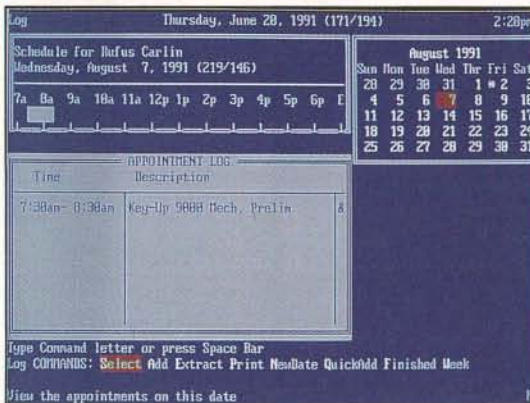 Log Thursday, June 20, 1991 (171/194) 2:20pm
Schedule for Rufus Carlin
Wednesday, August 7, 1991 (219/146)
7a 8a 9a 10a 11a 12p 1p 2p 3p 4p 5p 6p E
August 1991
Sun Mon Tue Wed Thr Fri Sat
28 29 30 31 1 * 2 3
4 5 6 7 8 9 10
11 12 13 14 15 16 17
18 19 20 21 22 23 24
25 26 27 28 29 30 31
APPOINTMENT LOG
Time Description
7:30am- 8:30am Key-Up 9000 Mech. Prelim &
Type Command letter or press Space Bar
Log COMMANDS: Select Add Extract Print NewDate QuickAdd Finished Week
View the appointments on this date